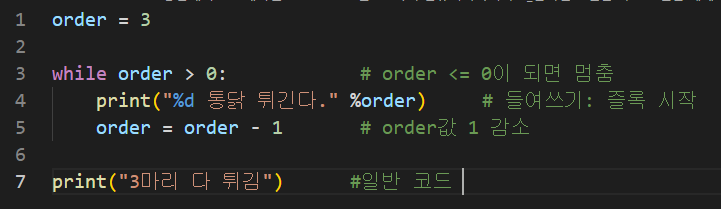 1 order = 3
2
3 while order > 0: # order <= 0이 되면 멈춤
4 print("%d 통닭 튀긴다." %order) # 들여쓰기: 즐록 시작
5 order = order - 1 # order값 1 감소
6
7 print("3마리 다 튀김") #일반 코드